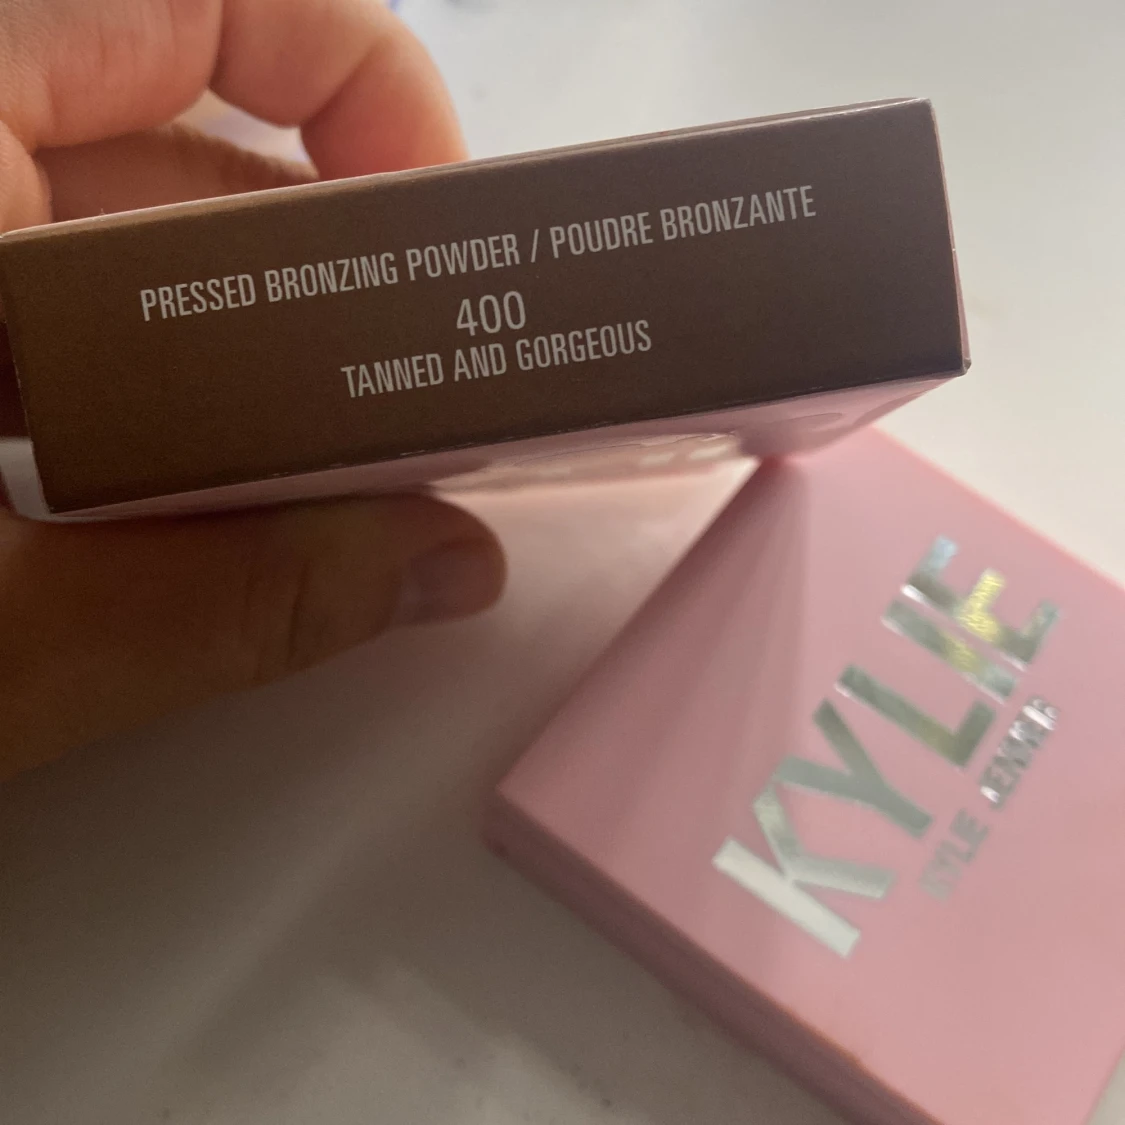 PRESSED BRONZING POWDER / POUDRE BRONZANTE
400
TANNED AND GORGEOUS
KYLIE
KYLIE JENNER